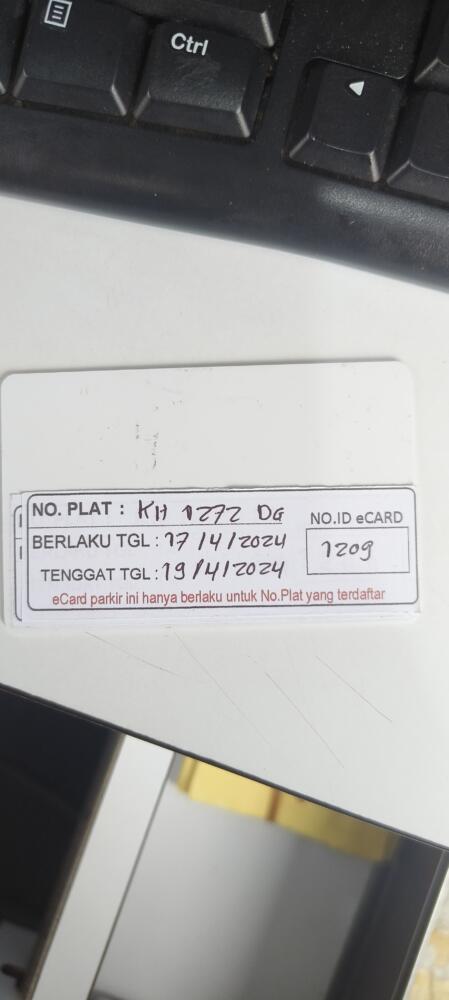 Ctrl
NO. PLAT : KH 1272 DG
NO.ID eCARD
BERLAKU TGL : 17/4/2024
1209
TENGGAT TGL : 19/4/2024
eCard parkir ini hanya berlaku untuk No.Plat yang terdaftar